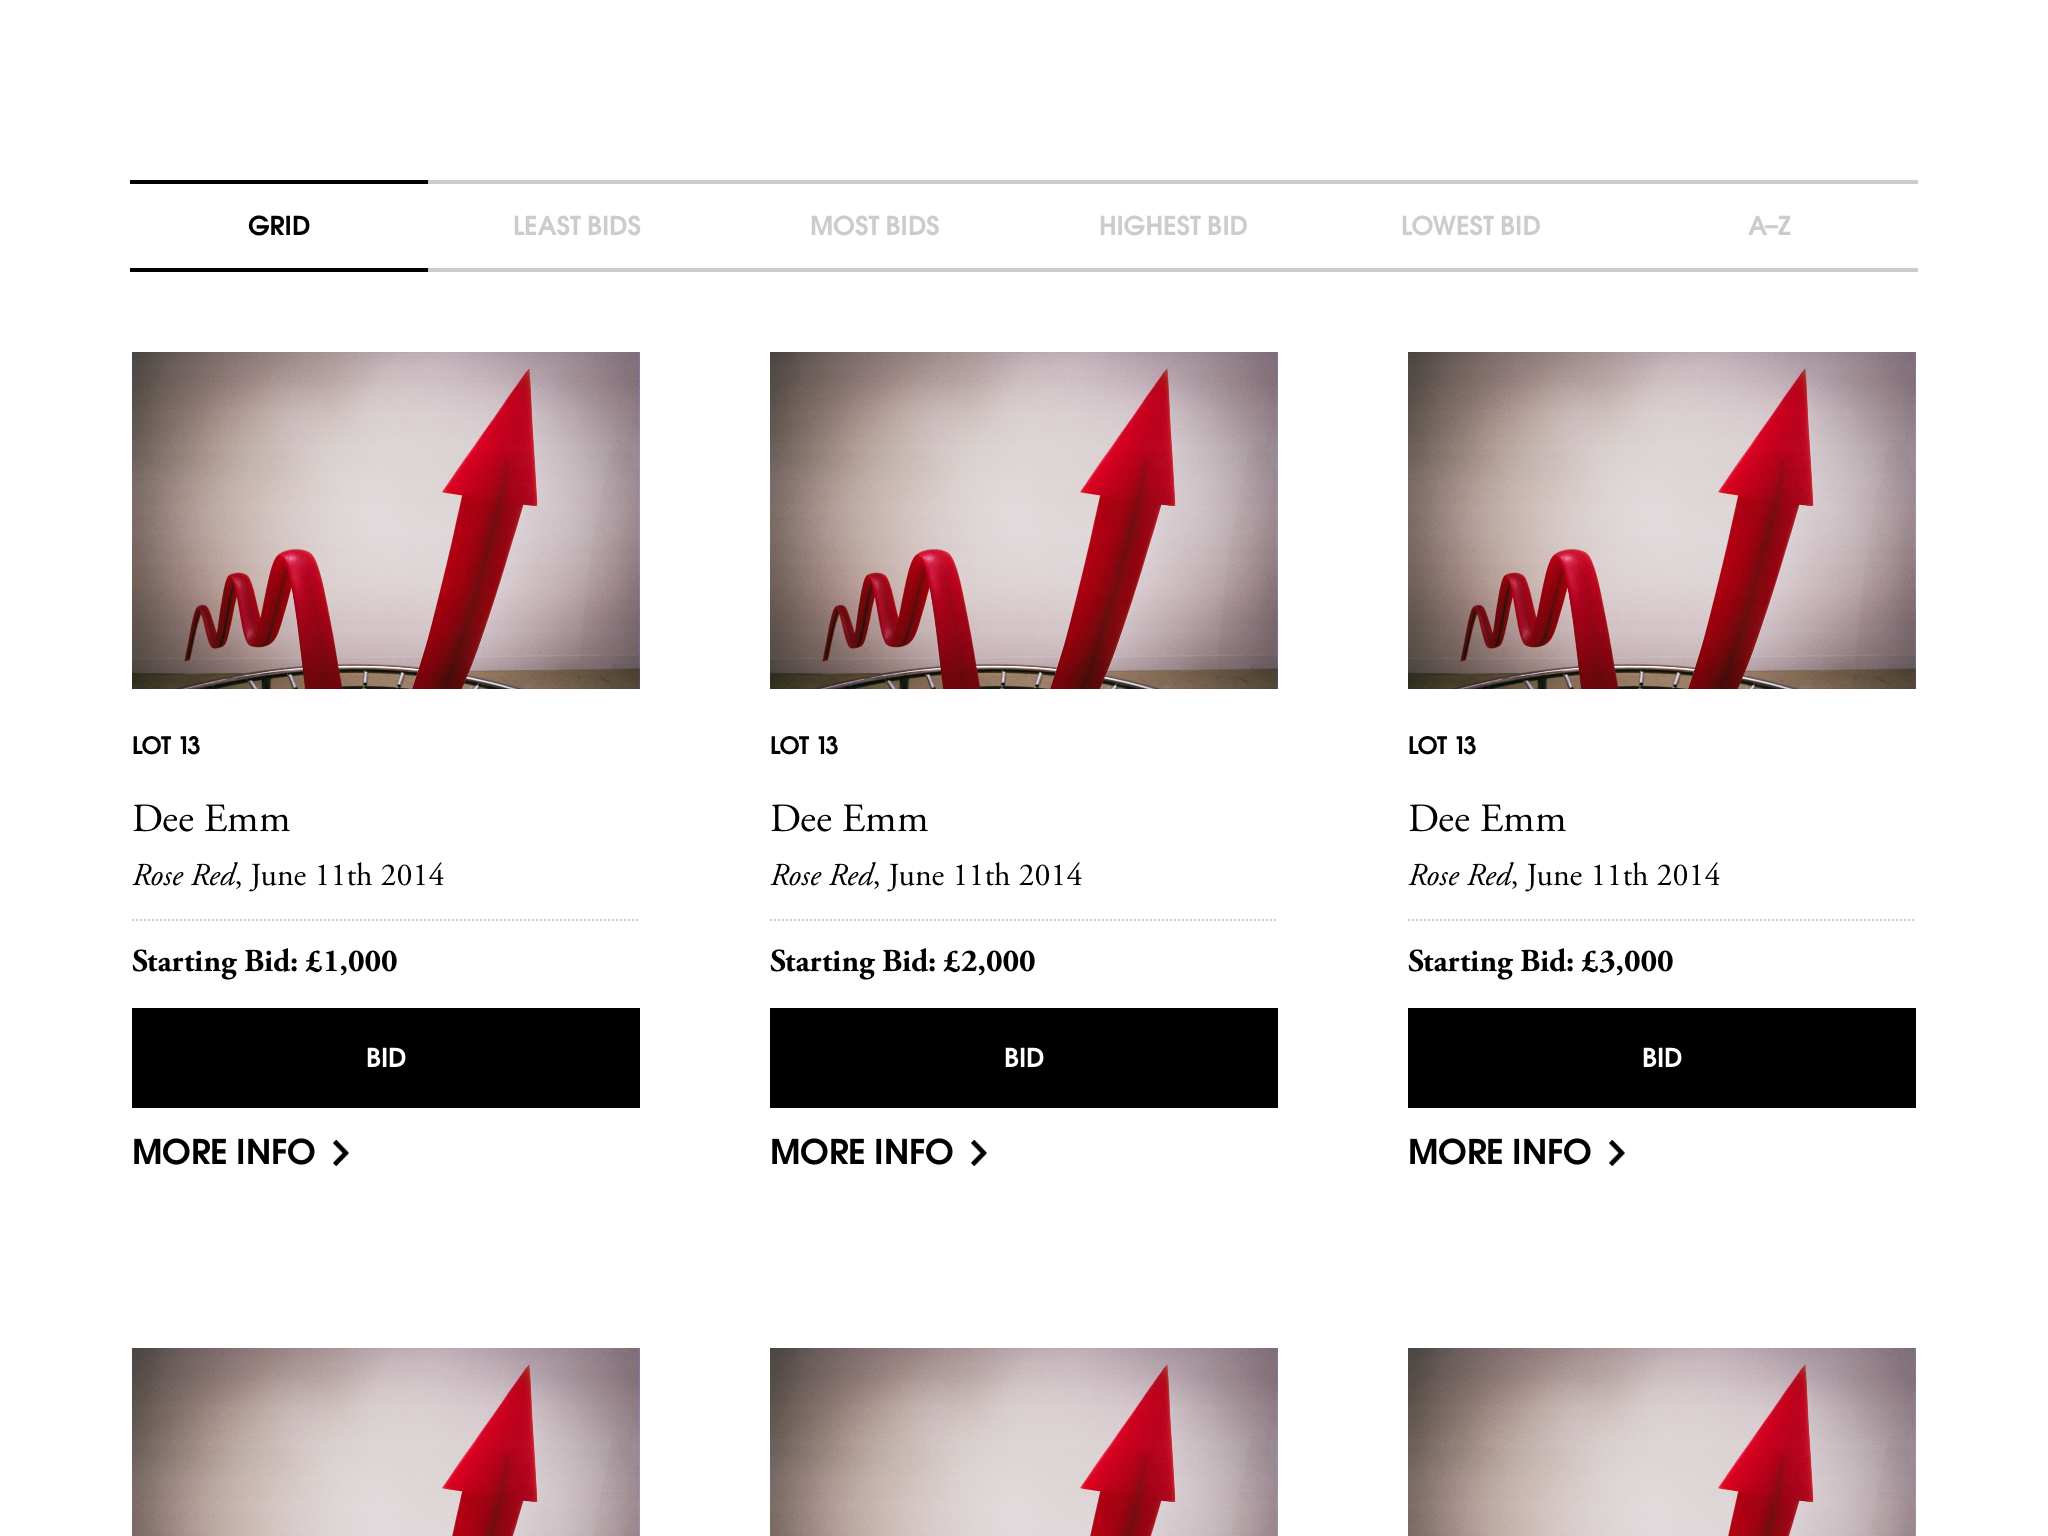 GRID LEAST BIDS MOST BIDS HIGHEST BID LOWEST BID A–Z
LOT 13 LOT 13 LOT 13
Dee Emm Dee Emm Dee Emm
Rose Red, June 11th 2014 Rose Red, June 11th 2014 Rose Red, June 11th 2014
Starting Bid: £1,000 Starting Bid: £2,000 Starting Bid: £3,000
BID BID BID
MORE INFO MORE INFO MORE INFO